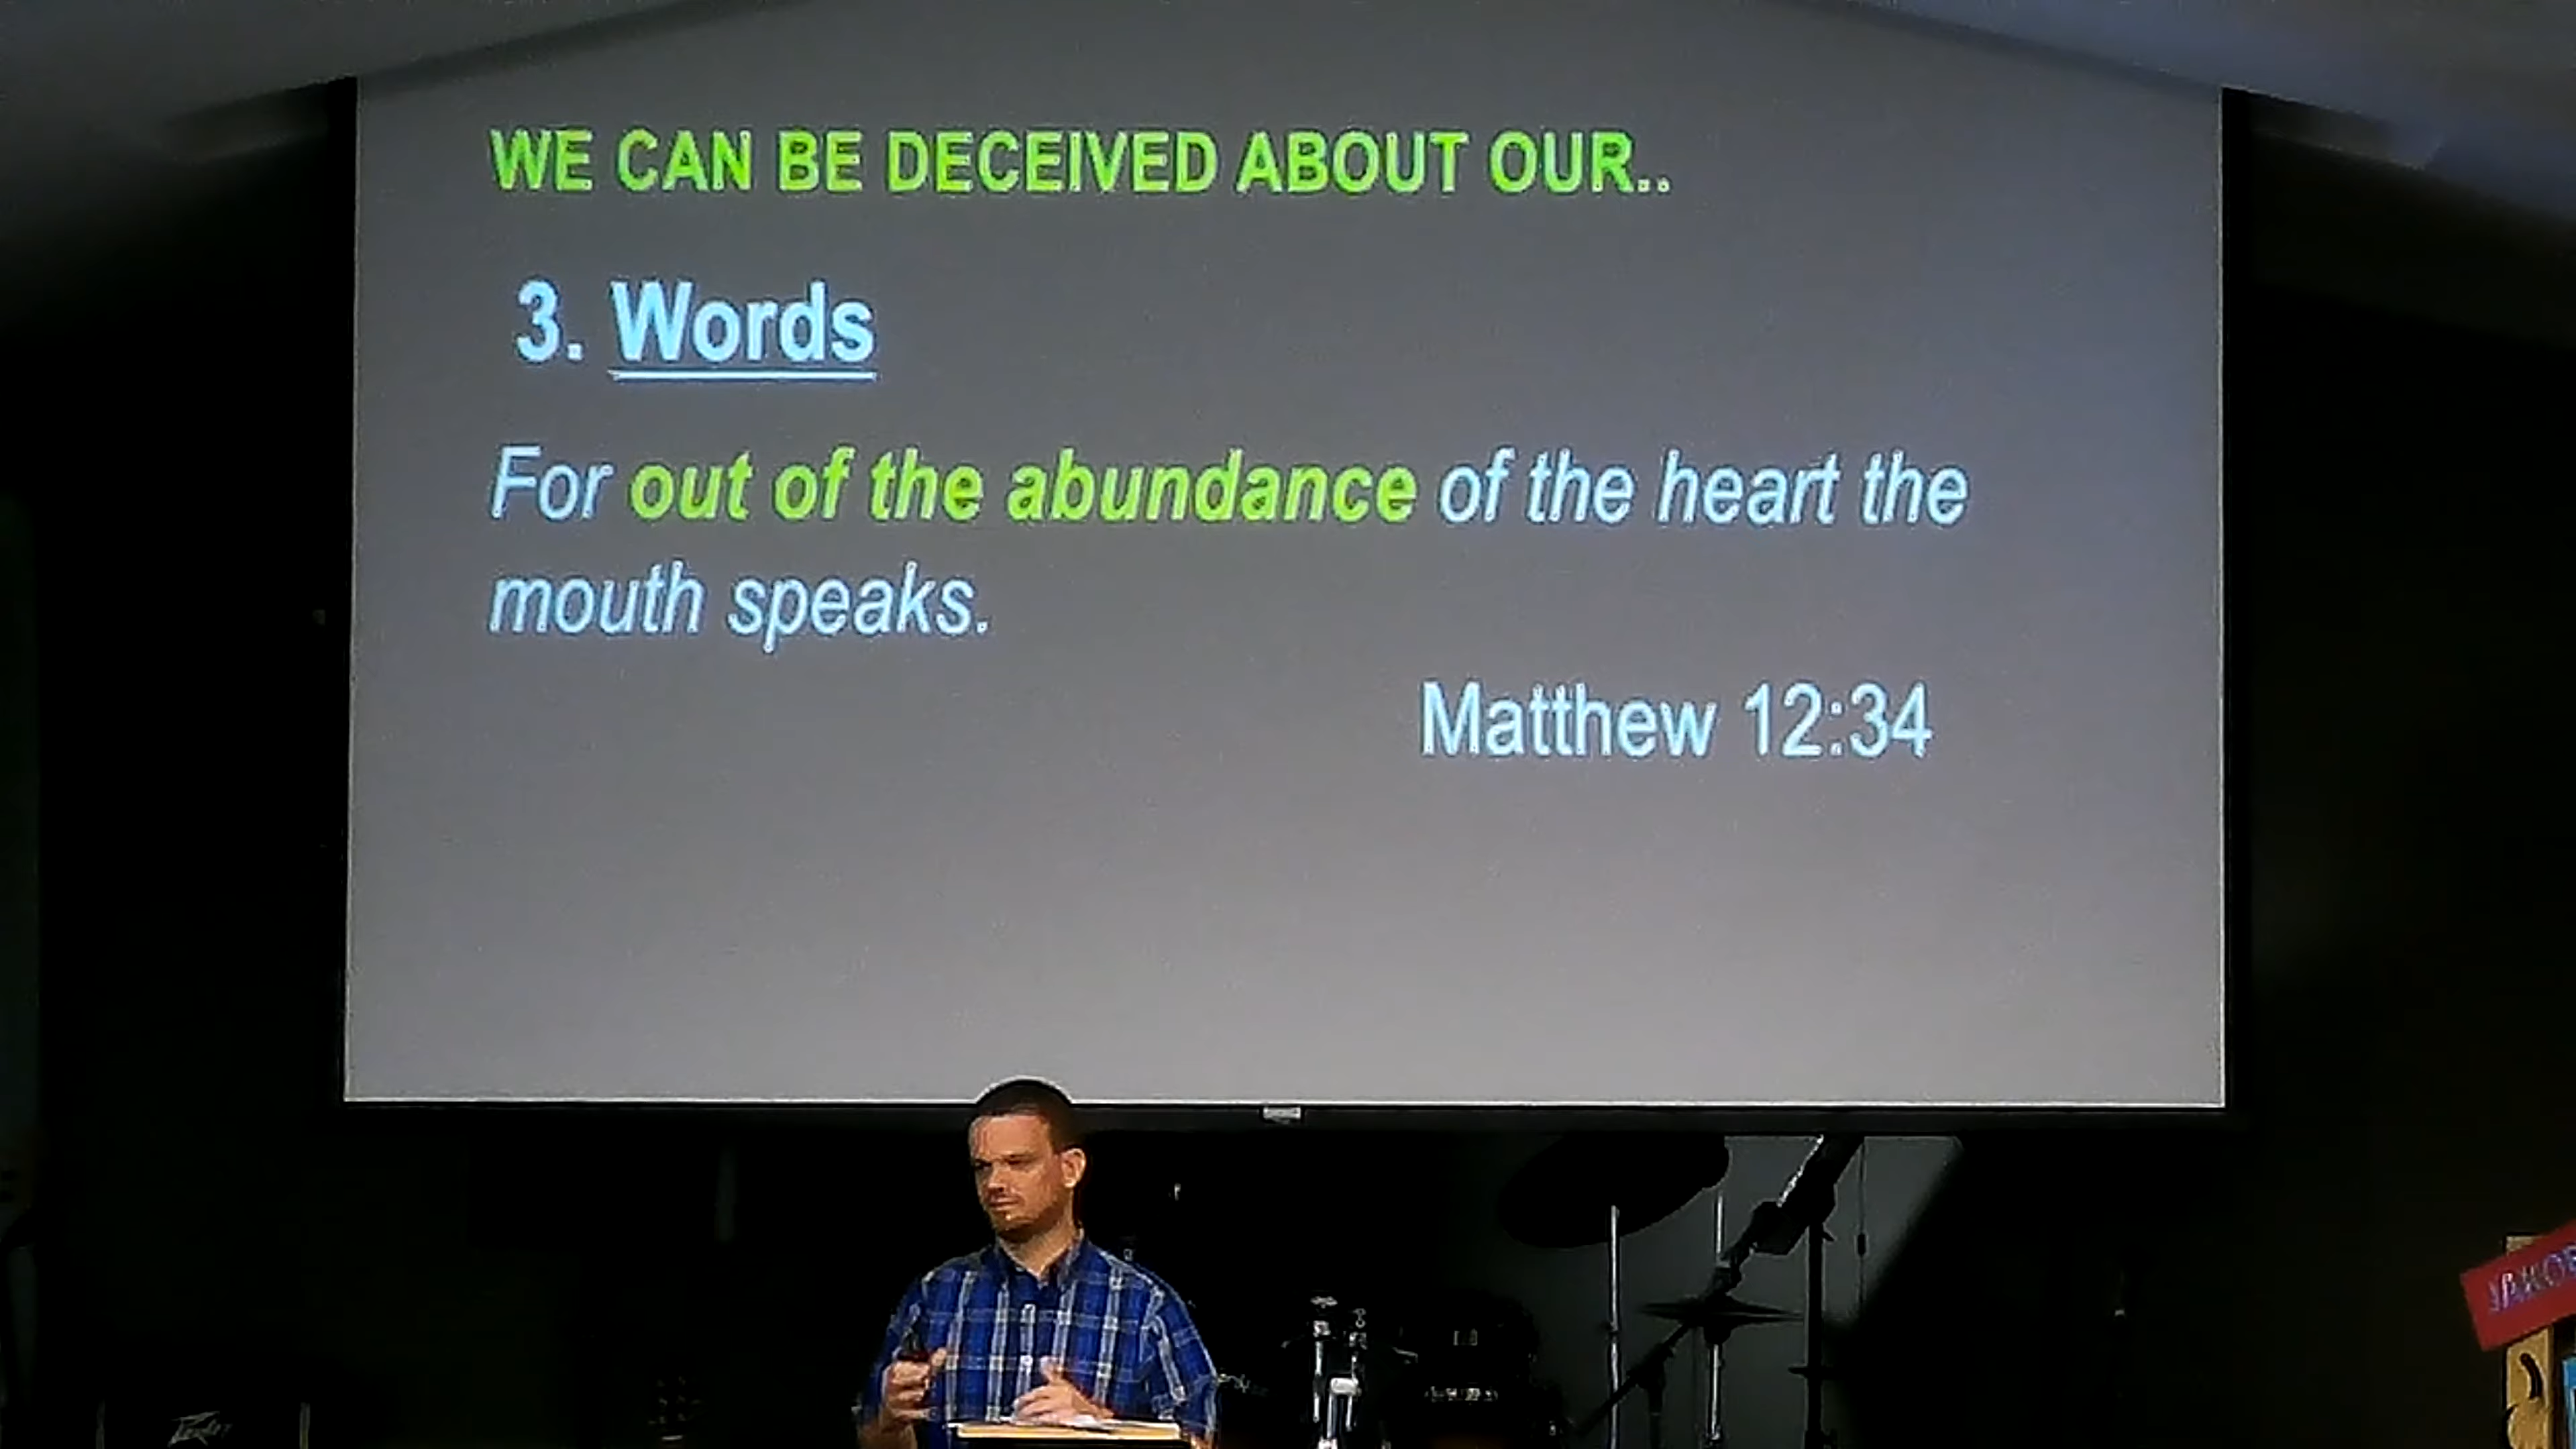 WE CAN BE DECEIVED ABOUT OUR..
3. Words
For out of the abundance of the heart the
mouth speaks.
Matthew 12:34